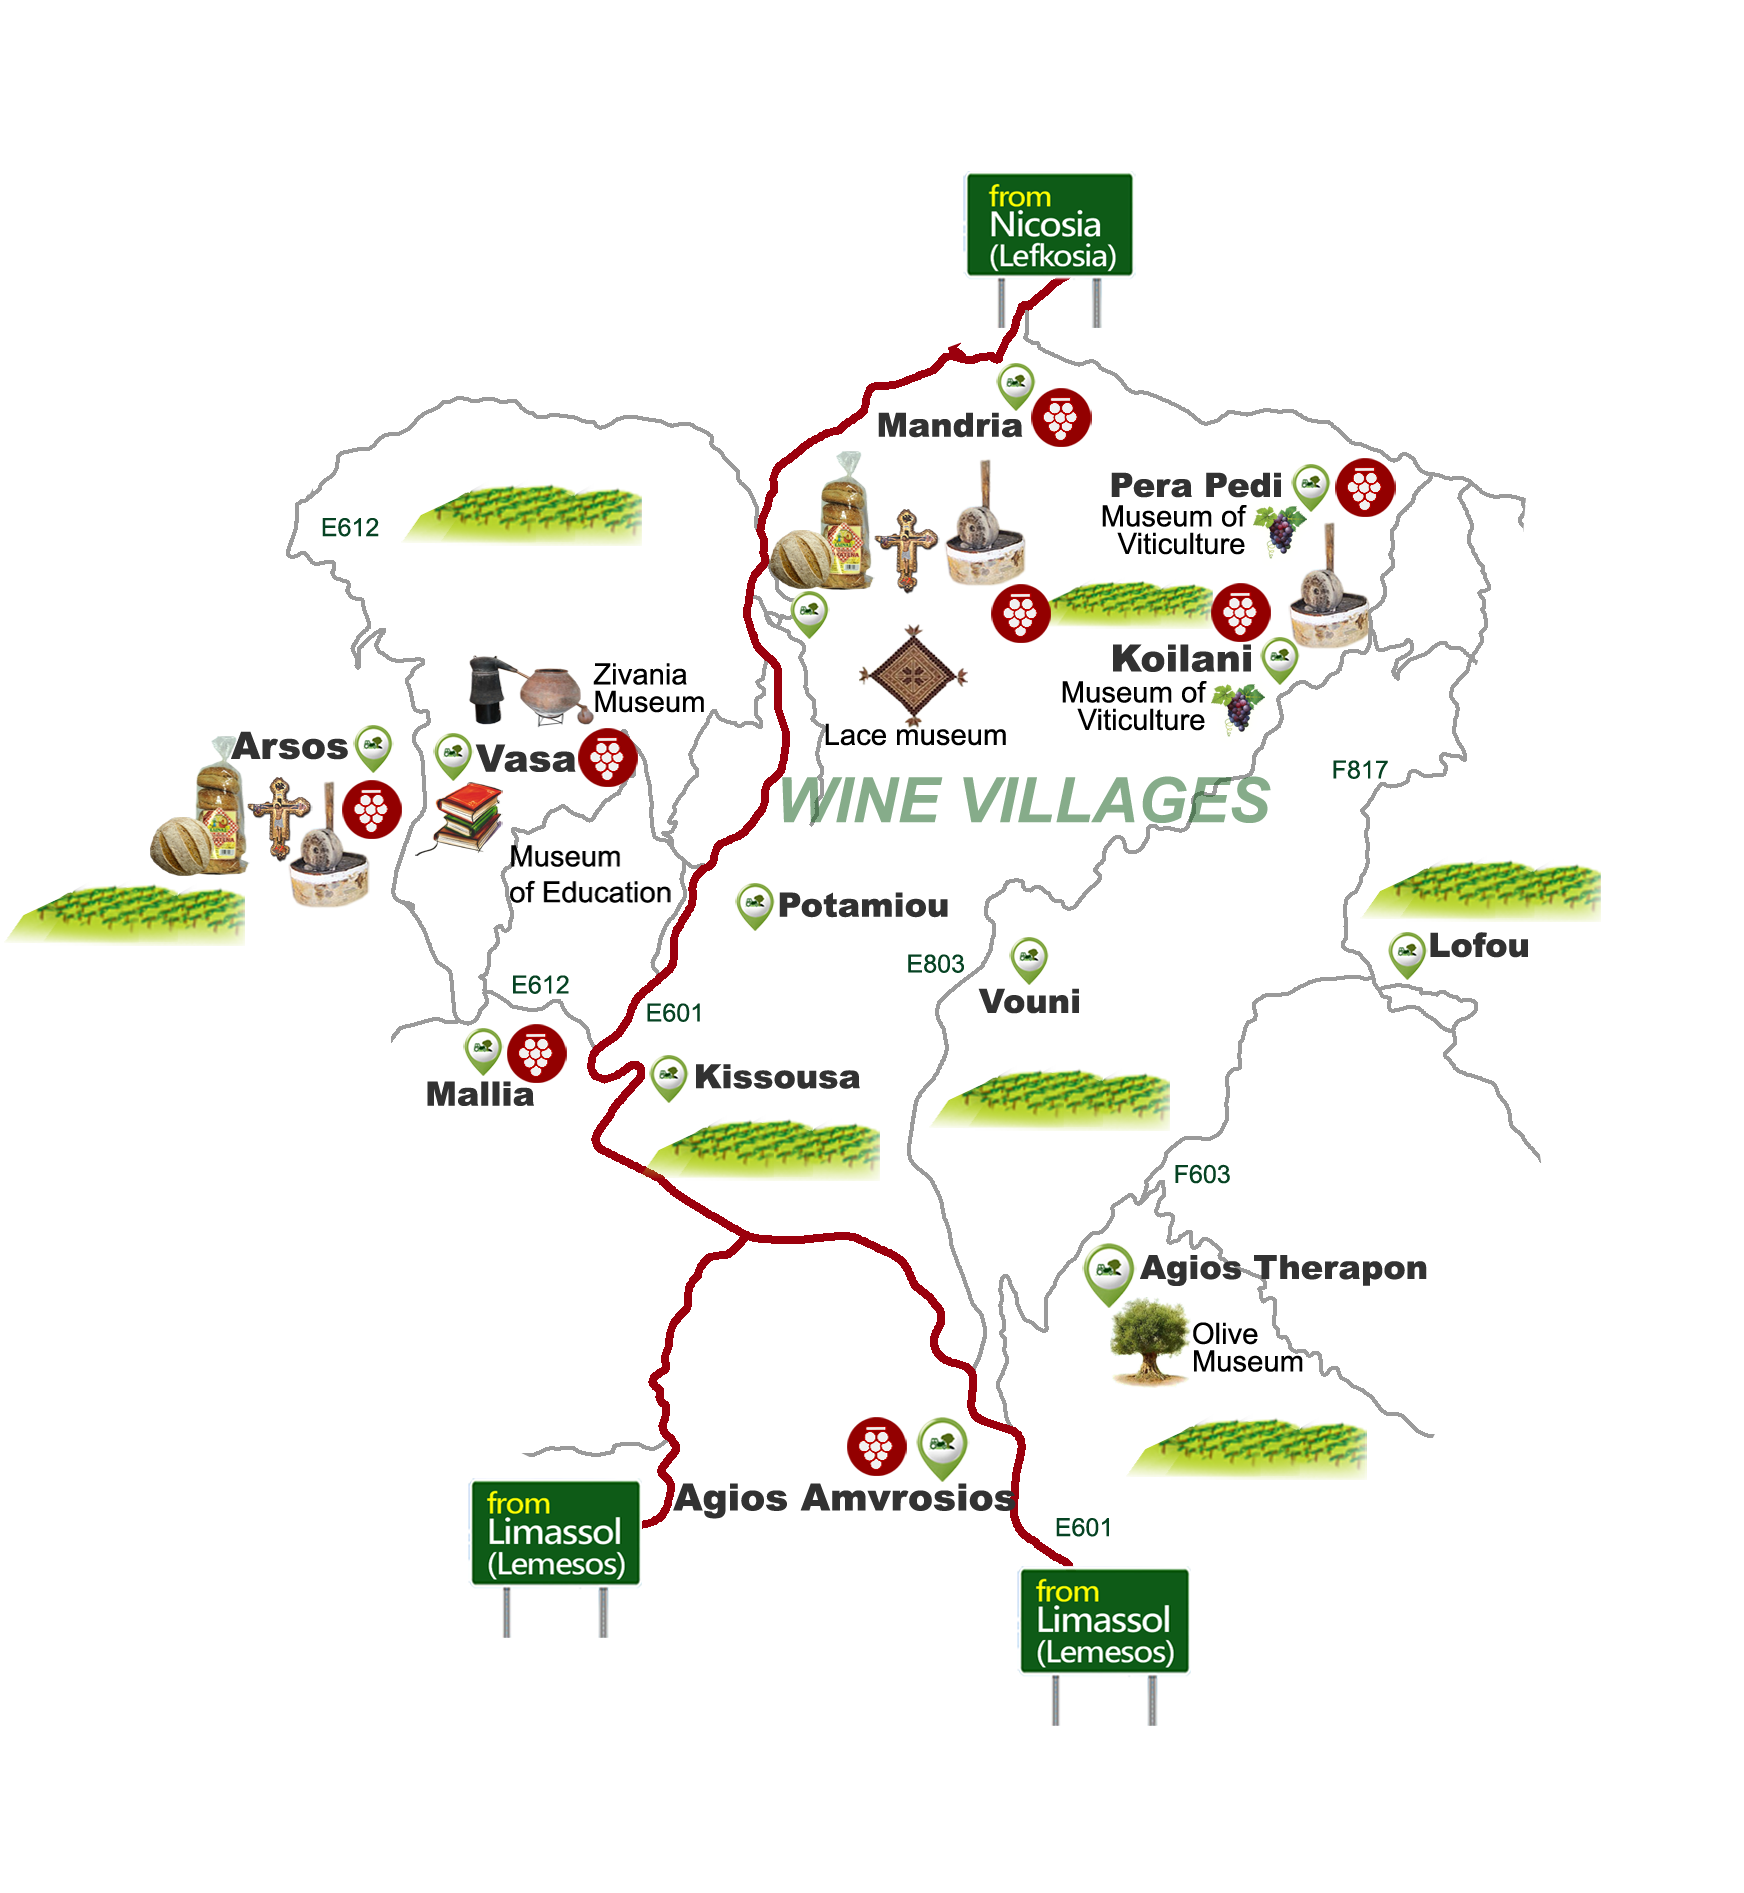 from
Nicosia
(Lefkosia)
Mandria
Pera Pedi
Museum of
Viticulture
E612
Koilani
Museum of
Viticulture
Zivania
Museum
Lace museum
Arsos
Vasa
F817
WINE VILLAGES
Museum
of Education
Potamiou
Lofou
E803
Vouni
E612
E601
Mallia
Kissousa
F603
Agios Therapon
Olive
Museum
Agios Amvrosios
from
Limassol
(Lemesos)
E601
from
Limassol
(Lemesos)